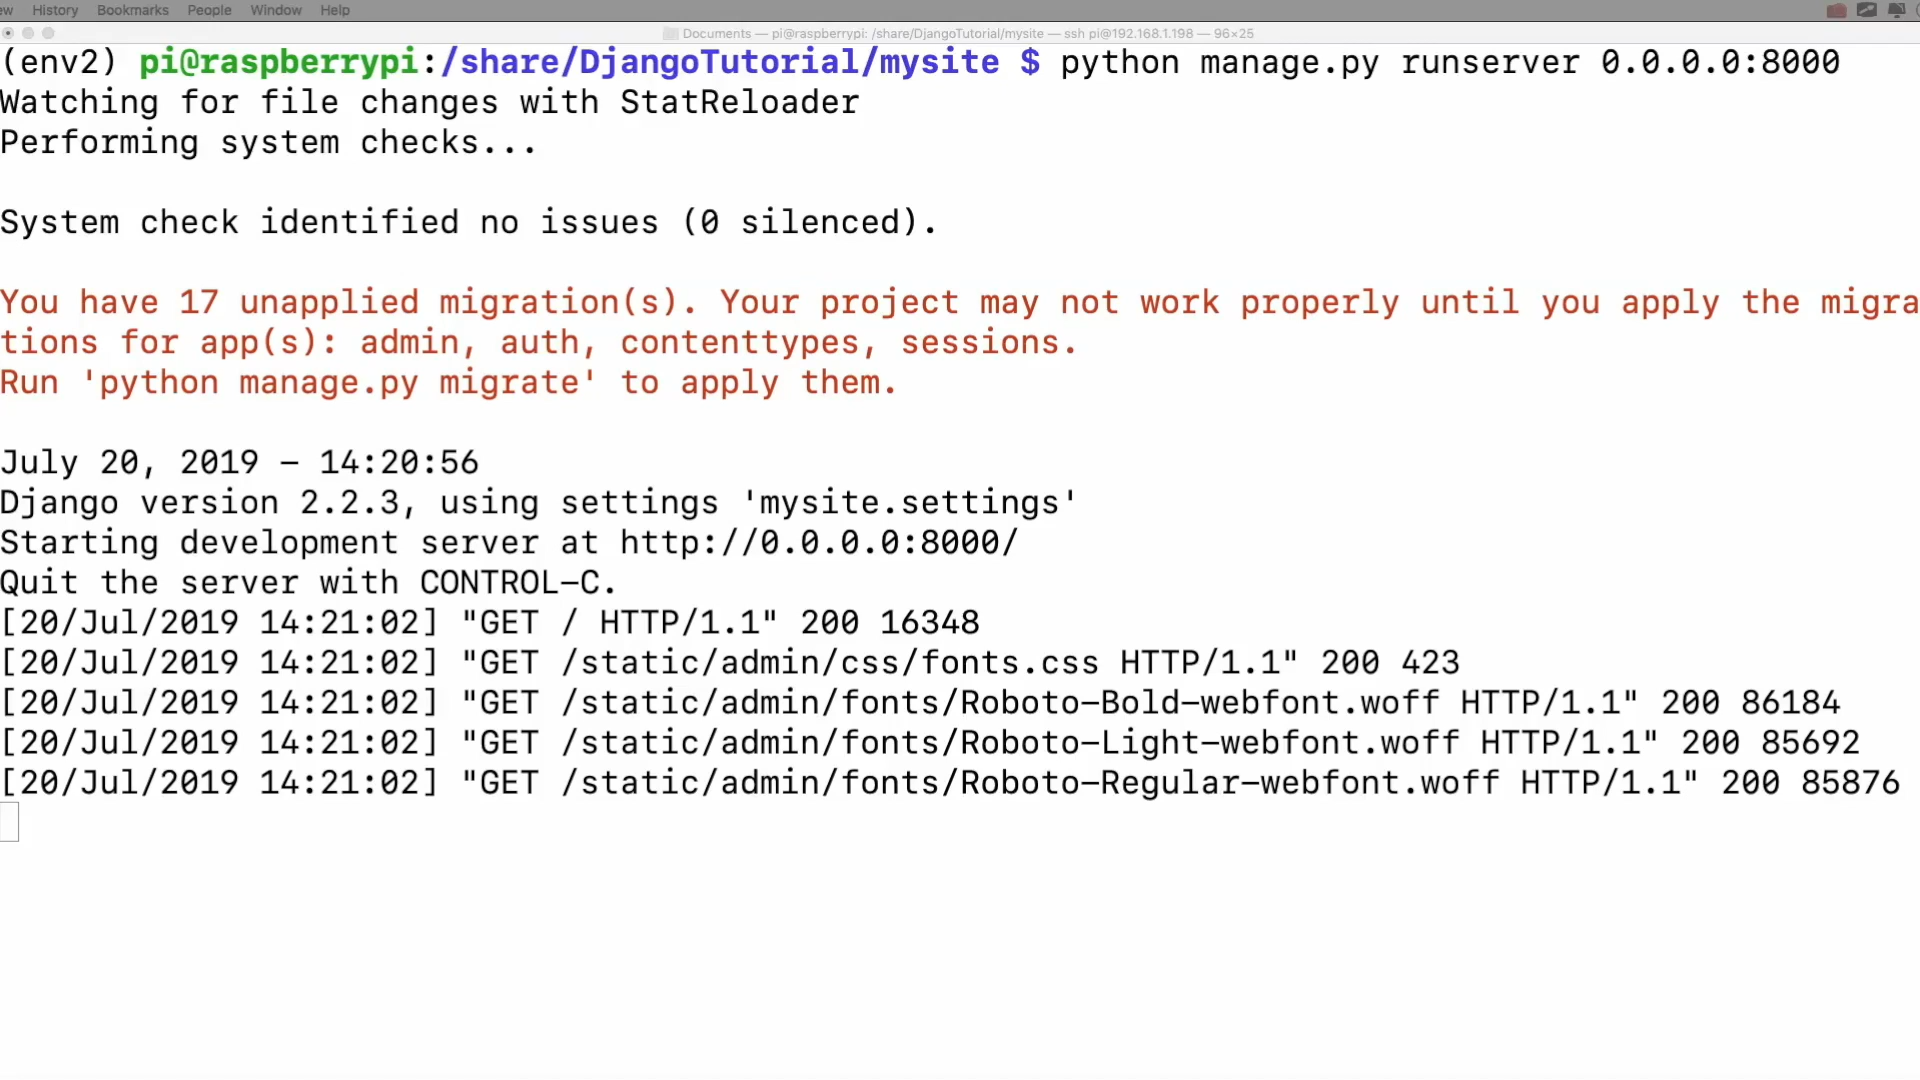 History Bookmarks People Window Help
Documents — pi@raspberrypi: /share/DjangoTutorial/mysite — ssh pi@192.168.1.198 — 96×25
(env2) pi@raspberrypi:/share/DjangoTutorial/mysite $ python manage.py runserver 0.0.0.0:8000
Watching for file changes with StatReloader
Performing system checks...
System check identified no issues (0 silenced).
You have 17 unapplied migration(s). Your project may not work properly until you apply the migra
tions for app(s): admin, auth, contenttypes, sessions.
Run 'python manage.py migrate' to apply them.
July 20, 2019 - 14:20:56
Django version 2.2.3, using settings 'mysite.settings'
Starting development server at http://0.0.0.0:8000/
Quit the server with CONTROL-C.
[20/Jul/2019 14:21:02] "GET / HTTP/1.1" 200 16348
[20/Jul/2019 14:21:02] "GET /static/admin/css/fonts.css HTTP/1.1" 200 423
[20/Jul/2019 14:21:02] "GET /static/admin/fonts/Roboto-Bold-webfont.woff HTTP/1.1" 200 86184
[20/Jul/2019 14:21:02] "GET /static/admin/fonts/Roboto-Light-webfont.woff HTTP/1.1" 200 85692
[20/Jul/2019 14:21:02] "GET /static/admin/fonts/Roboto-Regular-webfont.woff HTTP/1.1" 200 85876